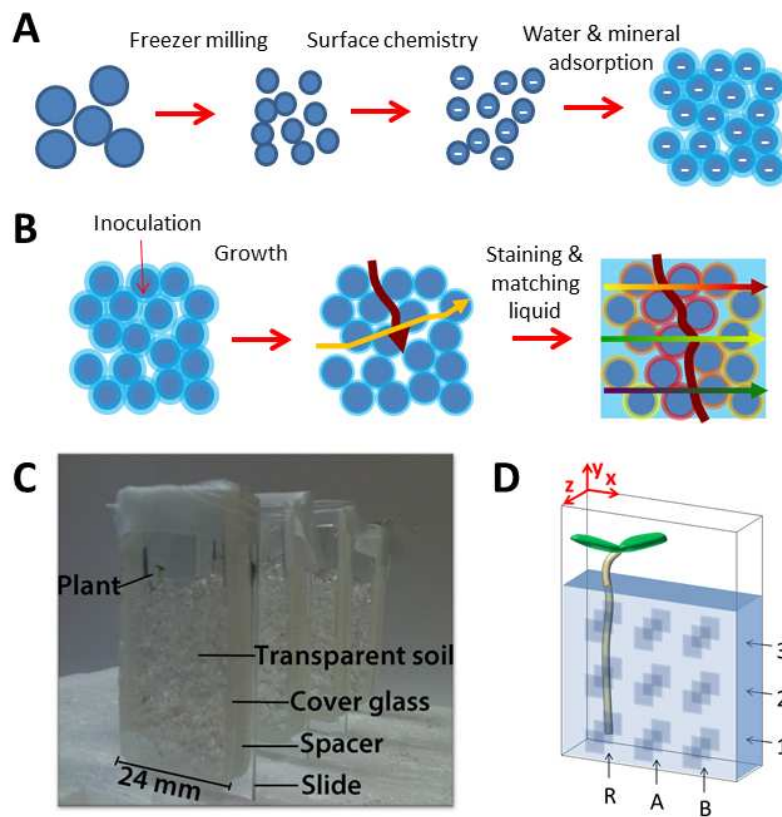 A
Freezer milling
Surface chemistry
Water & mineral
adsorption
B
Inoculation
Growth
Staining &
matching
liquid
C
Plant
Transparent soil
Cover glass
Spacer
Slide
24 mm
D
y
z
x
3
2
1
R
A
B